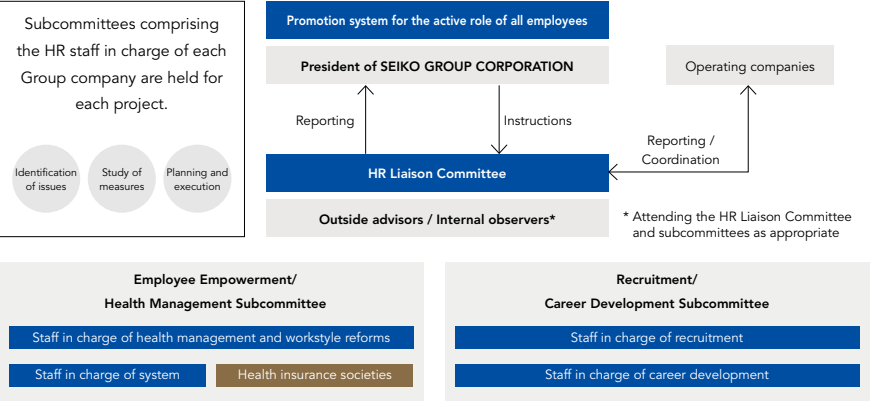 Subcommittees comprising
the HR staff in charge of each
Group company are held for
each project.
Identification
of issues
Study of
measures
Planning and
execution
Promotion system for the active role of all employees
President of SEIKO GROUP CORPORATION
Operating companies
Reporting
Instructions
Reporting /
Coordination
HR Liaison Committee
Outside advisors / Internal observers*
* Attending the HR Liaison Committee
and subcommittees as appropriate
Employee Empowerment/
Health Management Subcommittee
Staff in charge of health management and workstyle reforms
Staff in charge of system
Health insurance societies
Recruitment/
Career Development Subcommittee
Staff in charge of recruitment
Staff in charge of career development